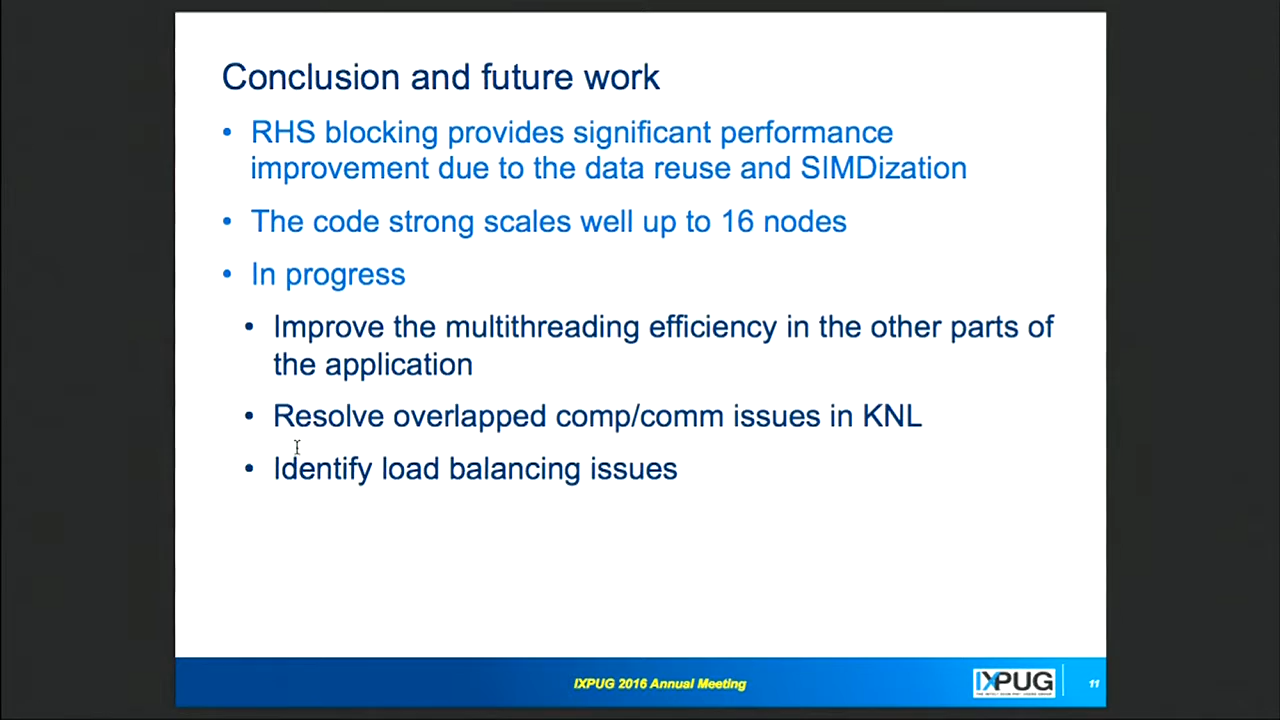 Conclusion and future work
• RHS blocking provides significant performance
improvement due to the data reuse and SIMDization
• The code strong scales well up to 16 nodes
• In progress
• Improve the multithreading efficiency in the other parts of
the application
• Resolve overlapped comp/comm issues in KNL
• Identify load balancing issues
IXPUG 2016 Annual Meeting
IXPUG
11